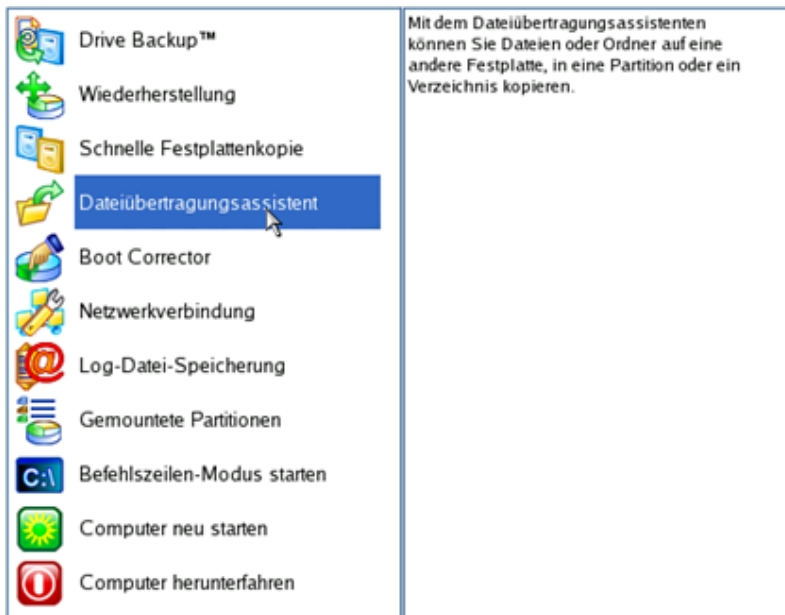 Drive Backup™
Wiederherstellung
Schnelle Festplattenkopie
Dateiübertragungsassistent
Boot Corrector
Netzwerkverbindung
Log-Datei-Speicherung
Gemountete Partitionen
C:\
Befehlszeilen-Modus starten
Computer neu starten
Computer herunterfahren
Mit dem Dateiübertragungsassistenten
können Sie Dateien oder Ordner auf eine
andere Festplatte, in eine Partition oder ein
Verzeichnis kopieren.